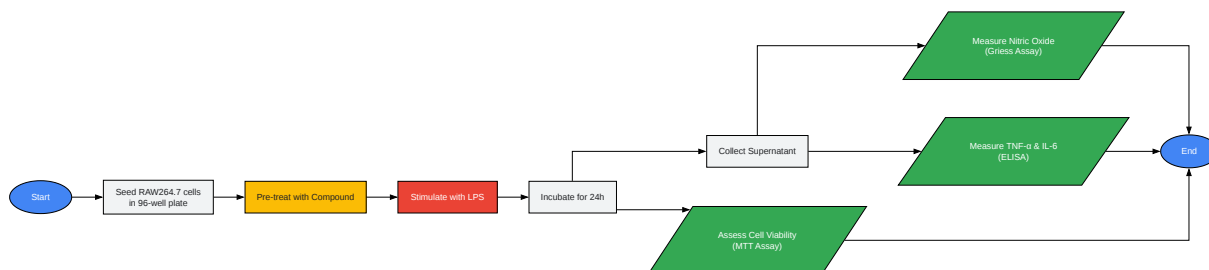 Start
Seed RAW264.7 cells
in 96-well plate
Pre-treat with Compound
Stimulate with LPS
Incubate for 24h
Collect Supernatant
Measure Nitric Oxide
(Griess Assay)
Measure TNF-α & IL-6
(ELISA)
Assess Cell Viability
(MTT Assay)
End